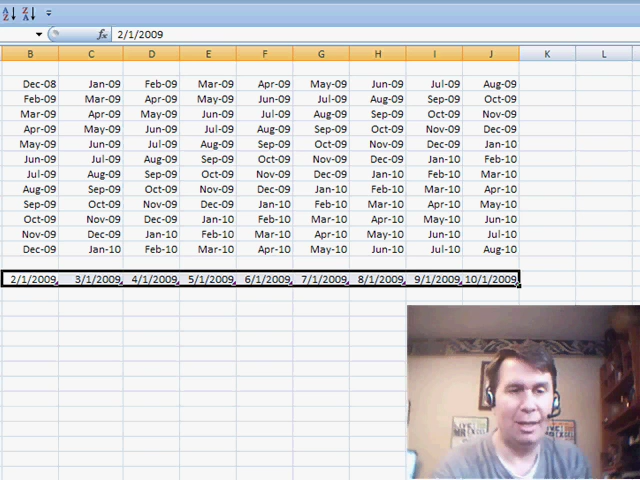 fx 2/1/2009
B C D E F G H I J K L
Dec-08 Jan-09 Feb-09 Mar-09 Apr-09 May-09 Jun-09 Jul-09 Aug-09
Feb-09 Mar-09 Apr-09 May-09 Jun-09 Jul-09 Aug-09 Sep-09 Oct-09
Mar-09 Apr-09 May-09 Jun-09 Jul-09 Aug-09 Sep-09 Oct-09 Nov-09
Apr-09 May-09 Jun-09 Jul-09 Aug-09 Sep-09 Oct-09 Nov-09 Dec-09
May-09 Jun-09 Jul-09 Aug-09 Sep-09 Oct-09 Nov-09 Dec-09 Jan-10
Jun-09 Jul-09 Aug-09 Sep-09 Oct-09 Nov-09 Dec-09 Jan-10 Feb-10
Jul-09 Aug-09 Sep-09 Oct-09 Nov-09 Dec-09 Jan-10 Feb-10 Mar-10
Aug-09 Sep-09 Oct-09 Nov-09 Dec-09 Jan-10 Feb-10 Mar-10 Apr-10
Sep-09 Oct-09 Nov-09 Dec-09 Jan-10 Feb-10 Mar-10 Apr-10 May-10
Oct-09 Nov-09 Dec-09 Jan-10 Feb-10 Mar-10 Apr-10 May-10 Jun-10
Nov-09 Dec-09 Jan-10 Feb-10 Mar-10 Apr-10 May-10 Jun-10 Jul-10
Dec-09 Jan-10 Feb-10 Mar-10 Apr-10 May-10 Jun-10 Jul-10 Aug-10
2/1/2009 3/1/2009 4/1/2009 5/1/2009 6/1/2009 7/1/2009 8/1/2009 9/1/2009 10/1/2009